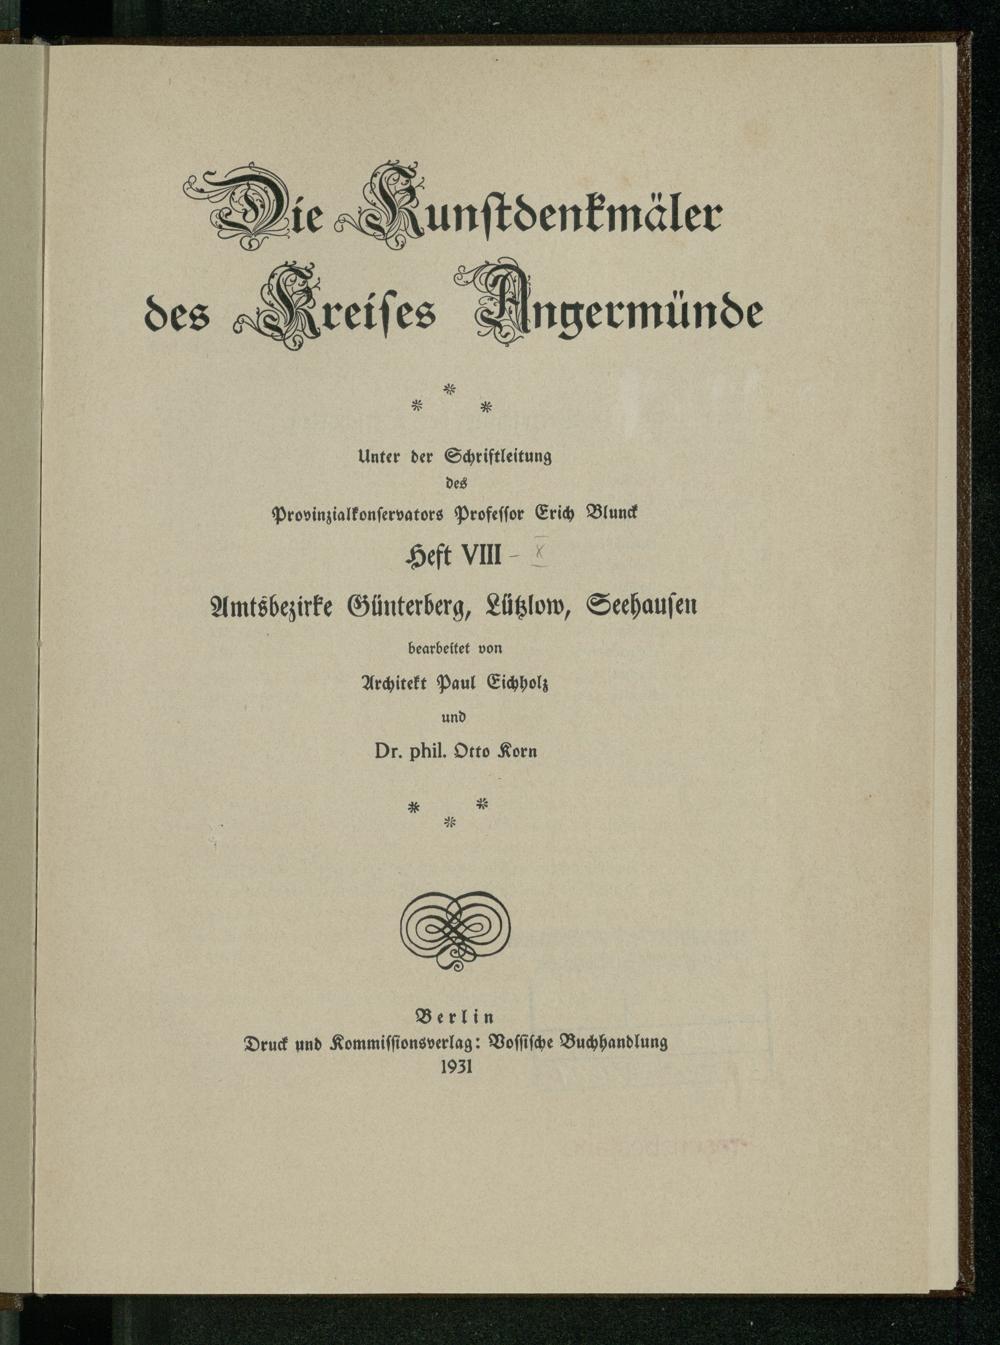 Die Kunstdenkmäler
des Kreises Angermünde
Unter der Schriftleitung
des
Provinzialkonservators Professor Erich Blunck
Heft VIII – X
Amtsbezirke Günterberg, Lützlow, Seehausen
bearbeitet von
Architekt Paul Eichholz
und
Dr. phil. Otto Korn
Berlin
Druck und Kommissionsverlag: Vossische Buchhandlung
1931